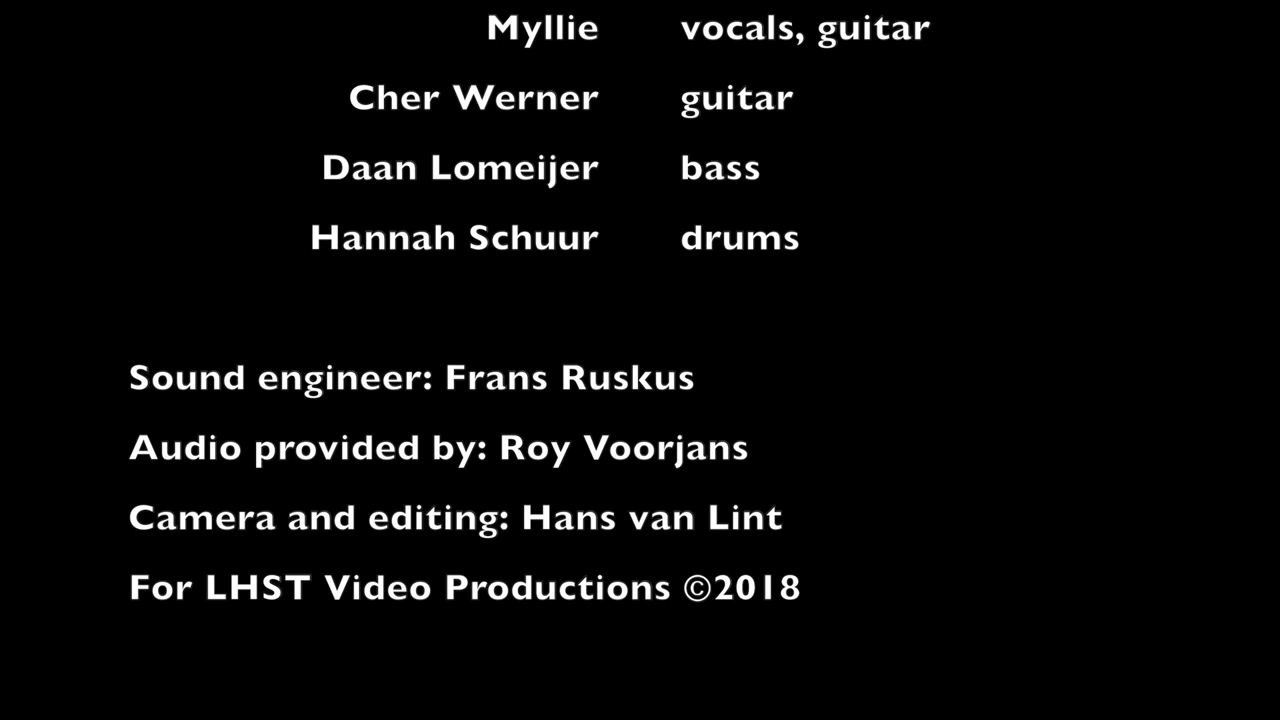 Myllie vocals, guitar
Cher Werner guitar
Daan Lomeijer bass
Hannah Schuur drums
Sound engineer: Frans Ruskus
Audio provided by: Roy Voorjans
Camera and editing: Hans van Lint
For LHST Video Productions ©2018